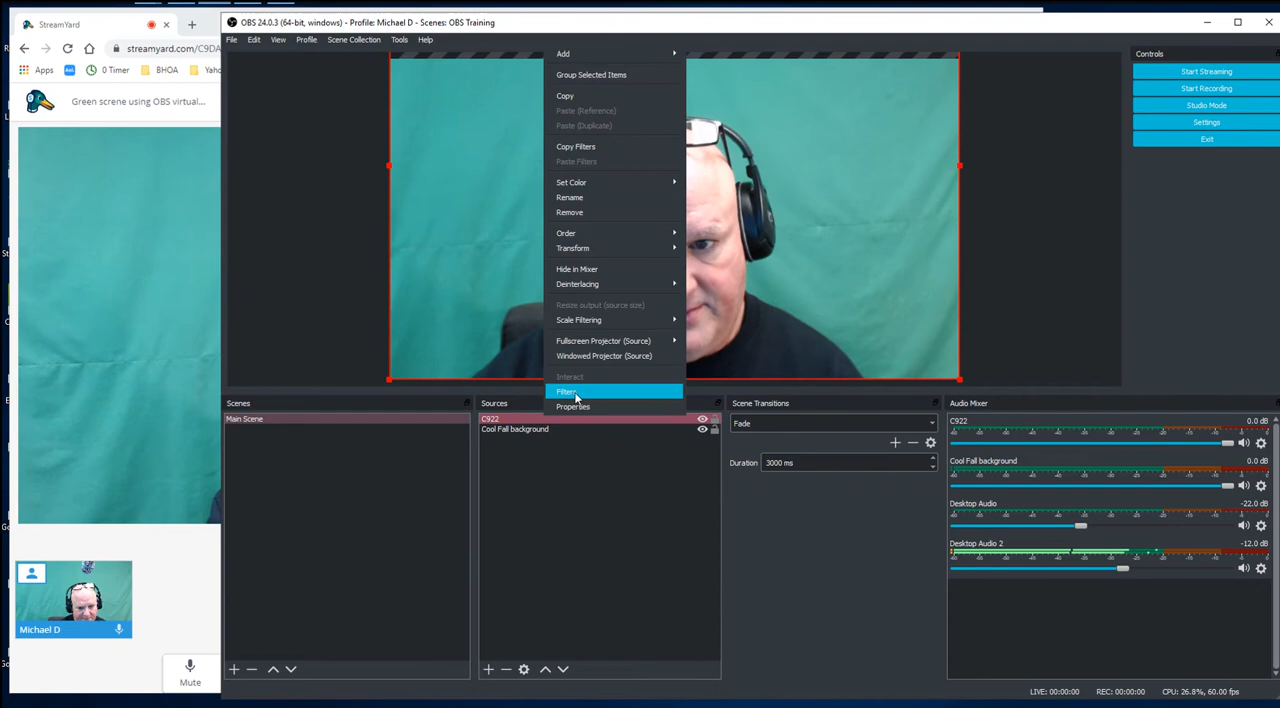 StreamYard
streamyard.com/C9DA
Apps
Aol
0 Timer
BHOA
Yaho
Green screne using OBS virtual...
Michael D
Mute
OBS 24.0.3 (64-bit, windows) - Profile: Michael D - Scenes: OBS Training
File Edit View Profile Scene Collection Tools Help
Add
Group Selected Items
Copy
Paste (Reference)
Paste (Duplicate)
Copy Filters
Paste Filters
Set Color
Rename
Remove
Order
Transform
Hide in Mixer
Deinterlacing
Resize output (source size)
Scale Filtering
Fullscreen Projector (Source)
Windowed Projector (Source)
Interact
Filters
Properties
Controls
Start Streaming
Start Recording
Studio Mode
Settings
Exit
Scenes
Main Scene
Sources
C922
Cool Fall background
Scene Transitions
Fade
Duration 3000 ms
Audio Mixer
C922 0.0 dB
Cool Fall background 0.0 dB
Desktop Audio -22.0 dB
Desktop Audio 2 -12.0 dB
LIVE: 00:00:00 REC: 00:00:00 CPU: 26.8%, 60.00 fps